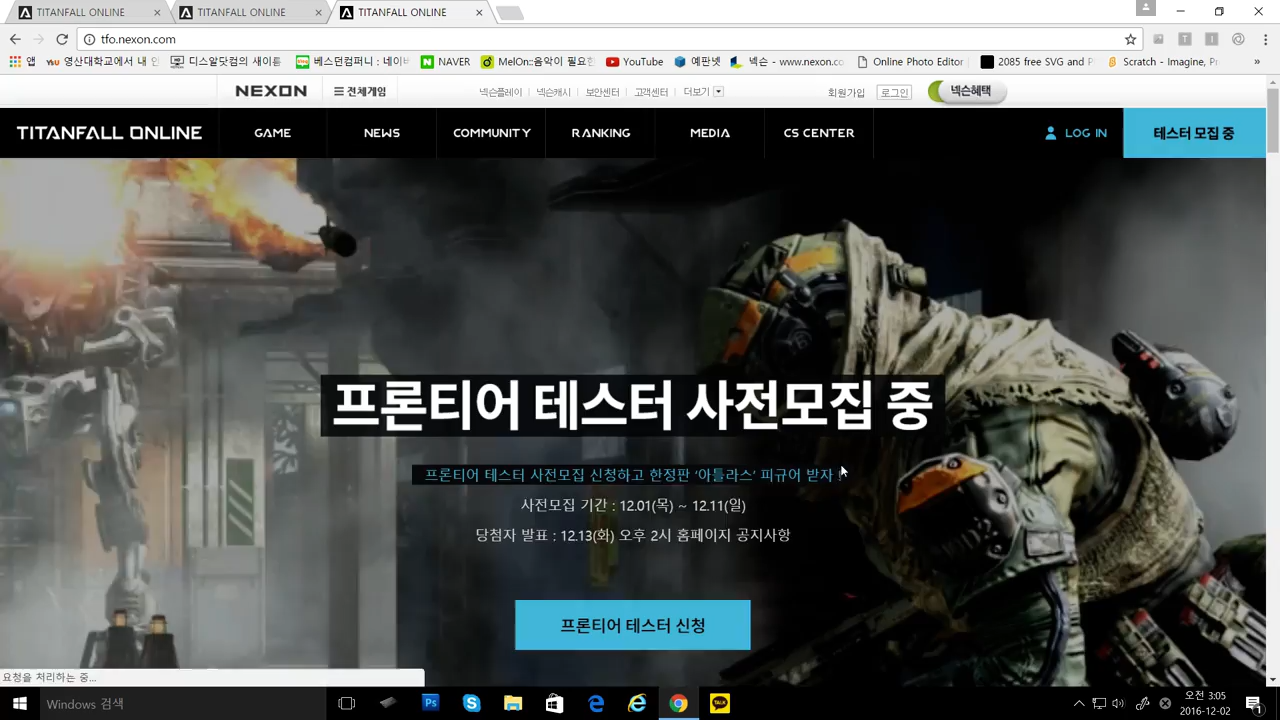 TITANFALL ONLINE
TITANFALL ONLINE
TITANFALL ONLINE
tfo.nexon.com
앱
영산대학교에서 내 인
디스알닷컴의 새이름
베스던컴퍼니 : 네이버
NAVER
MelOn::음악이 필요한
YouTube
예판넷
넥슨 - www.nexon.co
Online Photo Editor
2085 free SVG and P
Scratch - Imagine, Pr
»
NEXON
전체게임
넥슨플레이
넥슨캐시
보안센터
고객센터
더보기
회원가입
로그인
넥슨혜택
TITANFALL ONLINE
GAME
NEWS
COMMUNITY
RANKING
MEDIA
CS CENTER
LOG IN
테스터 모집 중
프론티어 테스터 사전모집 중
프론티어 테스터 사전모집 신청하고 한정판 ‘아틀라스’ 피규어 받자 !
사전모집 기간 : 12.01(목) ~ 12.11(일)
당첨자 발표 : 12.13(화) 오후 2시 홈페이지 공지사항
프론티어 테스터 신청
요청을 처리하는 중...
Windows 검색
Ps
TALK
오전 3:05
2016-12-02
1